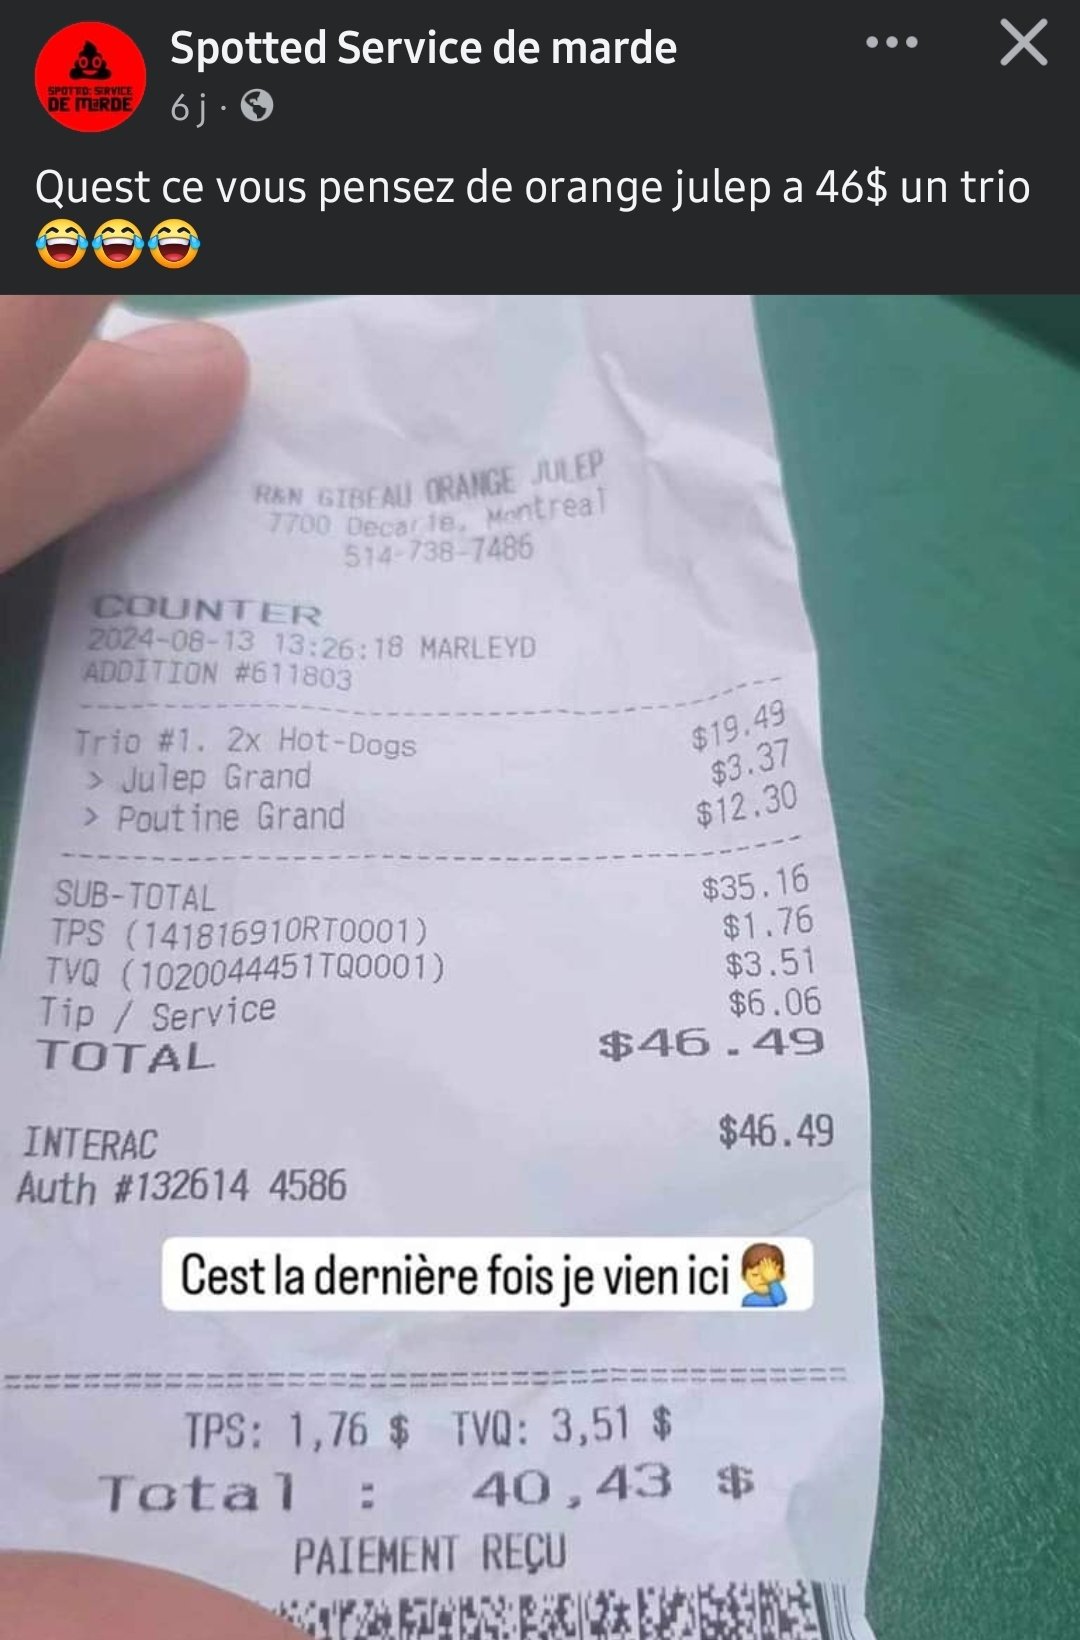 SPOTTED: SERVICE
DE MERDE
Spotted Service de marde
6 j ·
Quest ce vous pensez de orange julep a 46$ un trio
😂😂😂
R&N GIBEAU ORANGE JULEP
7700 Decarie, Montreal
514-738-7486
COUNTER
2024-08-13 13:26:18 MARLEYD
ADDITION #611803
Trio #1. 2x Hot-Dogs $19.49
> Julep Grand $3.37
> Poutine Grand $12.30
SUB-TOTAL $35.16
TPS (141816910RT0001) $1.76
TVQ (1020044451TQ0001) $3.51
Tip / Service $6.06
TOTAL $46.49
INTERAC $46.49
Auth #132614 4586
Cest la dernière fois je vien ici 🤦‍♂️
TPS: 1,76 $ TVQ: 3,51 $
Total : 40,43 $
PAIEMENT REÇU